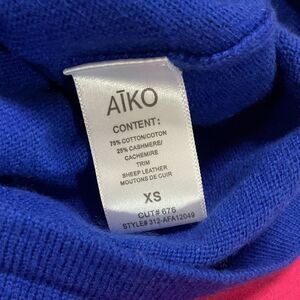 AĪKO
CONTENT:
75% COTTON/COTON
25% CASHMERE/
CACHEMIRE
TRIM
SHEEP LEATHER
MOUTONS DE CUIR
XS
CUT# 676
STYLE# 312-AFA12049